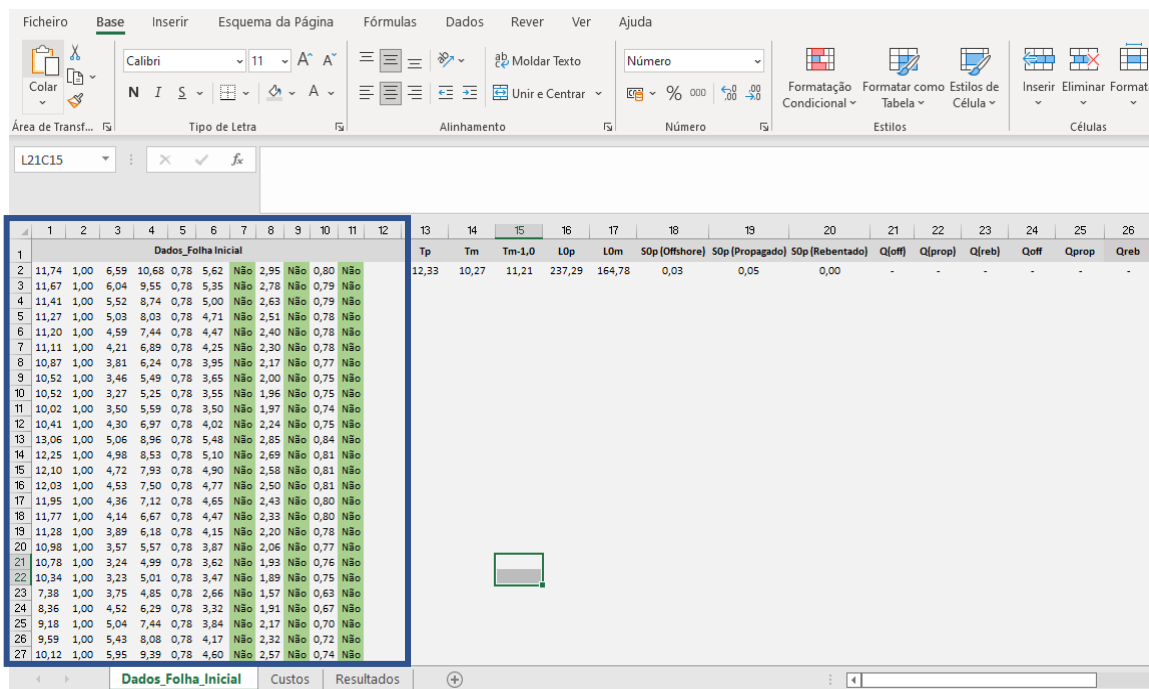 Ficheiro Base Inserir Esquema da Página Fórmulas Dados Rever Ver Ajuda
Colar
Calibri 11 A^ A˅
ab Moldar Texto
Número
N I S A
Unir e Centrar
% 000
Formatação Condicional
Formatar como Tabela
Estilos de Célula
Inserir Eliminar Format
Área de Transf... Tipo de Letra Alinhamento Número Estilos Células
L21C15 fx
1 2 3 4 5 6 7 8 9 10 11 12 13 14 15 16 17 18 19 20 21 22 23 24 25 26
1 Dados_Folha Inicial Tp Tm Tm-1,0 L0p L0m S0p (Offshore) S0p (Propagado) S0p (Rebentado) Q(off) Q(prop) Q(reb) Qoff Qprop Qreb
2 11,74 1,00 6,59 10,68 0,78 5,62 Não 2,95 Não 0,80 Não 12,33 10,27 11,21 237,29 164,78 0,03 0,05 0,00 - - - - - -
3 11,67 1,00 6,04 9,55 0,78 5,35 Não 2,78 Não 0,79 Não
4 11,41 1,00 5,52 8,74 0,78 5,00 Não 2,63 Não 0,79 Não
5 11,27 1,00 5,03 8,03 0,78 4,71 Não 2,51 Não 0,78 Não
6 11,20 1,00 4,59 7,44 0,78 4,47 Não 2,40 Não 0,78 Não
7 11,11 1,00 4,21 6,89 0,78 4,25 Não 2,30 Não 0,78 Não
8 10,87 1,00 3,81 6,24 0,78 3,95 Não 2,17 Não 0,77 Não
9 10,52 1,00 3,46 5,49 0,78 3,65 Não 2,00 Não 0,75 Não
10 10,52 1,00 3,27 5,25 0,78 3,55 Não 1,96 Não 0,75 Não
11 10,02 1,00 3,50 5,59 0,78 3,50 Não 1,97 Não 0,74 Não
12 10,41 1,00 4,30 6,97 0,78 4,02 Não 2,24 Não 0,75 Não
13 13,06 1,00 5,06 8,96 0,78 5,48 Não 2,85 Não 0,84 Não
14 12,25 1,00 4,98 8,53 0,78 5,10 Não 2,69 Não 0,81 Não
15 12,10 1,00 4,72 7,93 0,78 4,90 Não 2,58 Não 0,81 Não
16 12,03 1,00 4,53 7,50 0,78 4,77 Não 2,50 Não 0,81 Não
17 11,95 1,00 4,36 7,12 0,78 4,65 Não 2,43 Não 0,80 Não
18 11,77 1,00 4,14 6,67 0,78 4,47 Não 2,33 Não 0,80 Não
19 11,28 1,00 3,89 6,18 0,78 4,15 Não 2,20 Não 0,78 Não
20 10,98 1,00 3,57 5,57 0,78 3,87 Não 2,06 Não 0,77 Não
21 10,78 1,00 3,24 4,99 0,78 3,62 Não 1,93 Não 0,76 Não
22 10,34 1,00 3,23 5,01 0,78 3,47 Não 1,89 Não 0,75 Não
23 7,38 1,00 3,75 4,85 0,78 2,66 Não 1,57 Não 0,63 Não
24 8,36 1,00 4,52 6,29 0,78 3,32 Não 1,91 Não 0,67 Não
25 9,18 1,00 5,04 7,44 0,78 3,84 Não 2,17 Não 0,70 Não
26 9,59 1,00 5,43 8,08 0,78 4,17 Não 2,32 Não 0,72 Não
27 10,12 1,00 5,95 9,39 0,78 4,60 Não 2,57 Não 0,74 Não
Dados_Folha_Inicial Custos Resultados